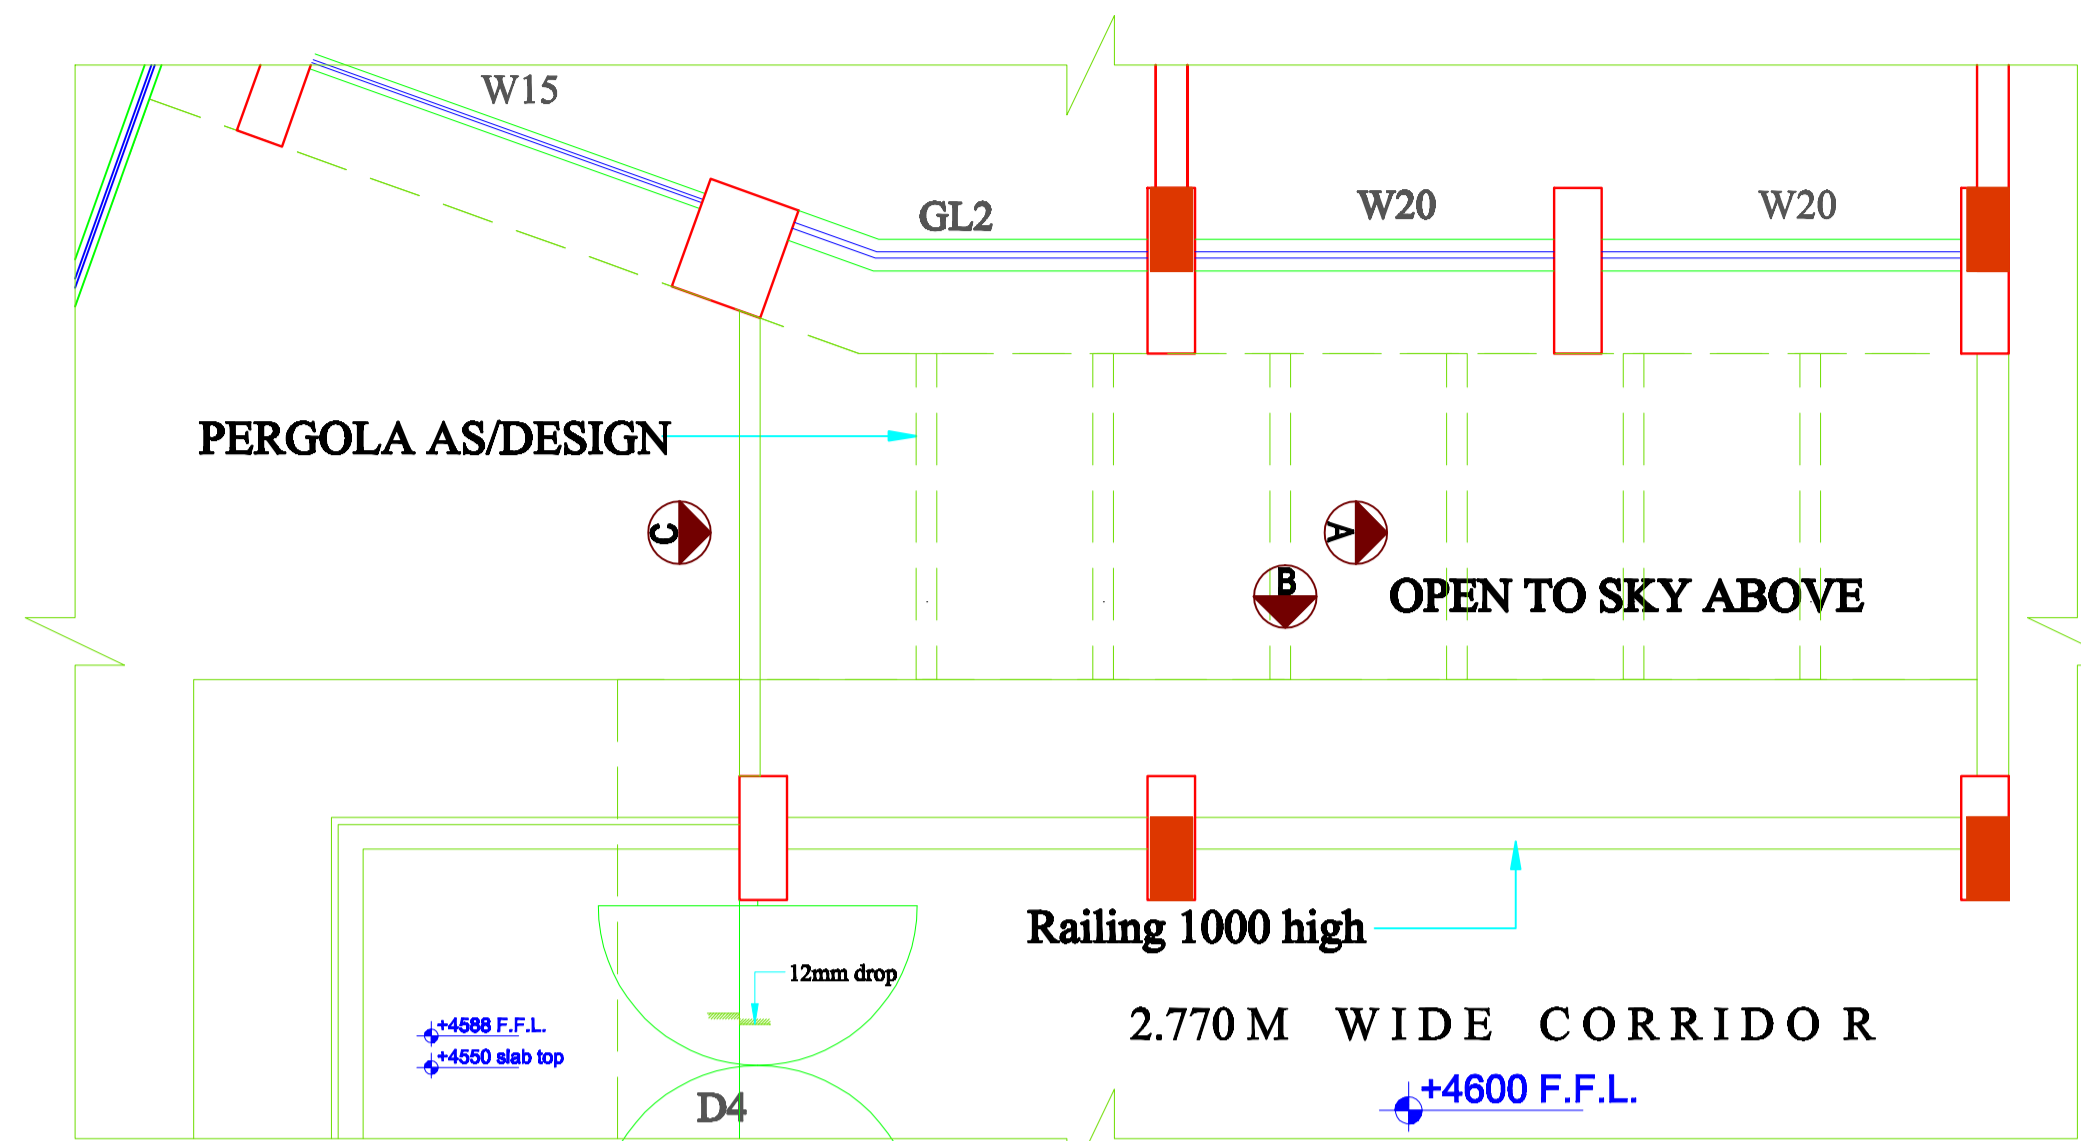 W15
GL2
W20
W20
PERGOLA AS/DESIGN
C
A
B
OPEN TO SKY ABOVE
Railing 1000 high
12mm drop
2.770 M WIDE CORRIDOR
+4588 F.F.L.
+4550 slab top
+4600 F.F.L.
D4